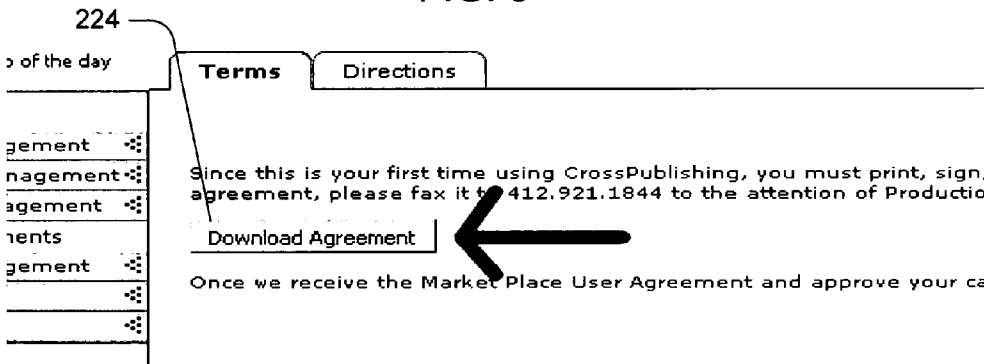 224
of the day
Terms
Directions
gement
nagement
agement
nents
gement
Since this is your first time using CrossPublishing, you must print, sign,
agreement, please fax it 412.921.1844 to the attention of Productio
Download Agreement
Once we receive the Market Place User Agreement and approve your ca